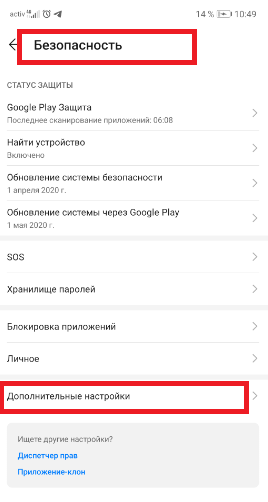 activ 14 % 10:49
Безопасность
СТАТУС ЗАЩИТЫ
Google Play Защита
Последнее сканирование приложений: 06:08
Найти устройство
Включено
Обновление системы безопасности
1 апреля 2020 г.
Обновление системы через Google Play
1 мая 2020 г.
SOS
Хранилище паролей
Блокировка приложений
Личное
Дополнительные настройки
Ищете другие настройки?
Диспетчер прав
Приложение-клон